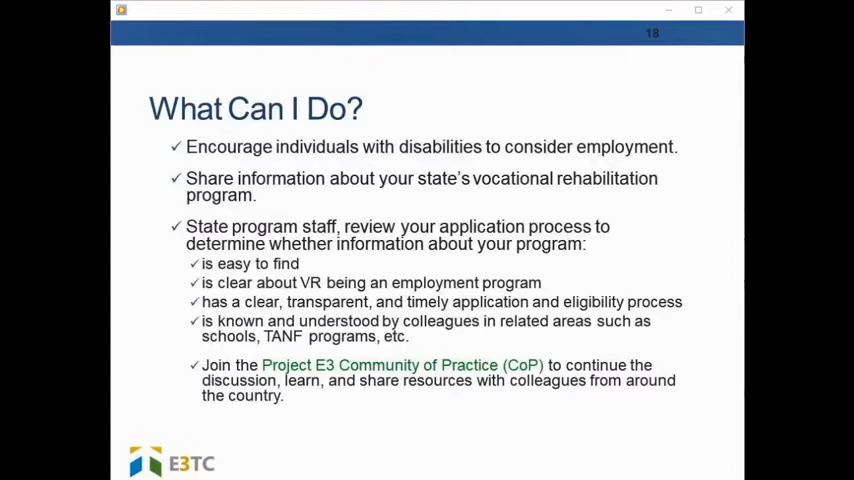 18
What Can I Do?
✓ Encourage individuals with disabilities to consider employment.
✓ Share information about your state's vocational rehabilitation
program.
✓ State program staff, review your application process to
determine whether information about your program:
✓ is easy to find
✓ is clear about VR being an employment program
✓ has a clear, transparent, and timely application and eligibility process
✓ is known and understood by colleagues in related areas such as
schools, TANF programs, etc.
✓ Join the Project E3 Community of Practice (CoP) to continue the
discussion, learn, and share resources with colleagues from around
the country.
E3TC